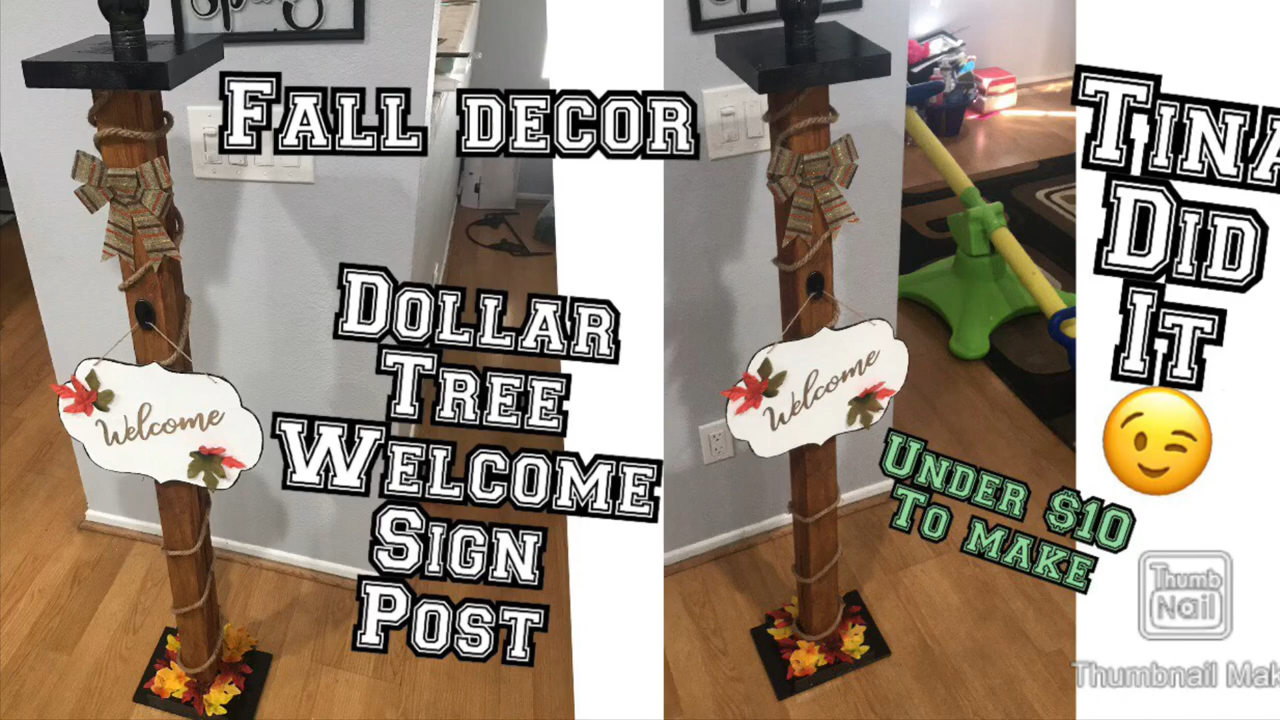 Fall decor
Dollar
Tree
Welcome
Sign
Post
Welcome
Welcome
Tina
Did
It
Under $10
To make
Thumb
Nail
Thumbnail Mak